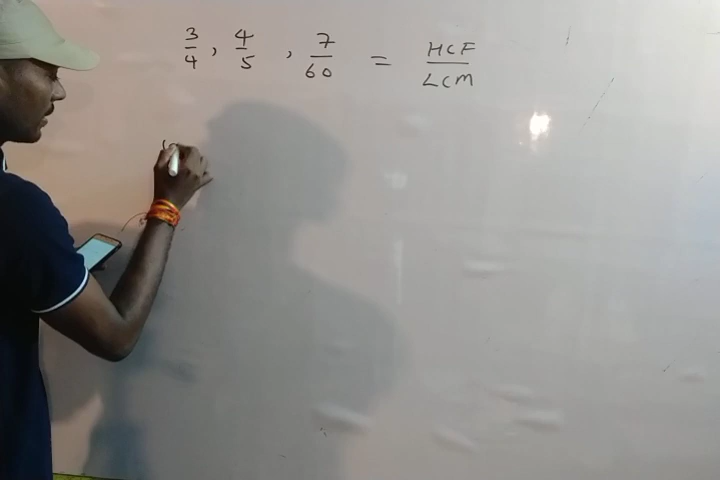 3/4, 4/5, 7/60 = HCF/LCM